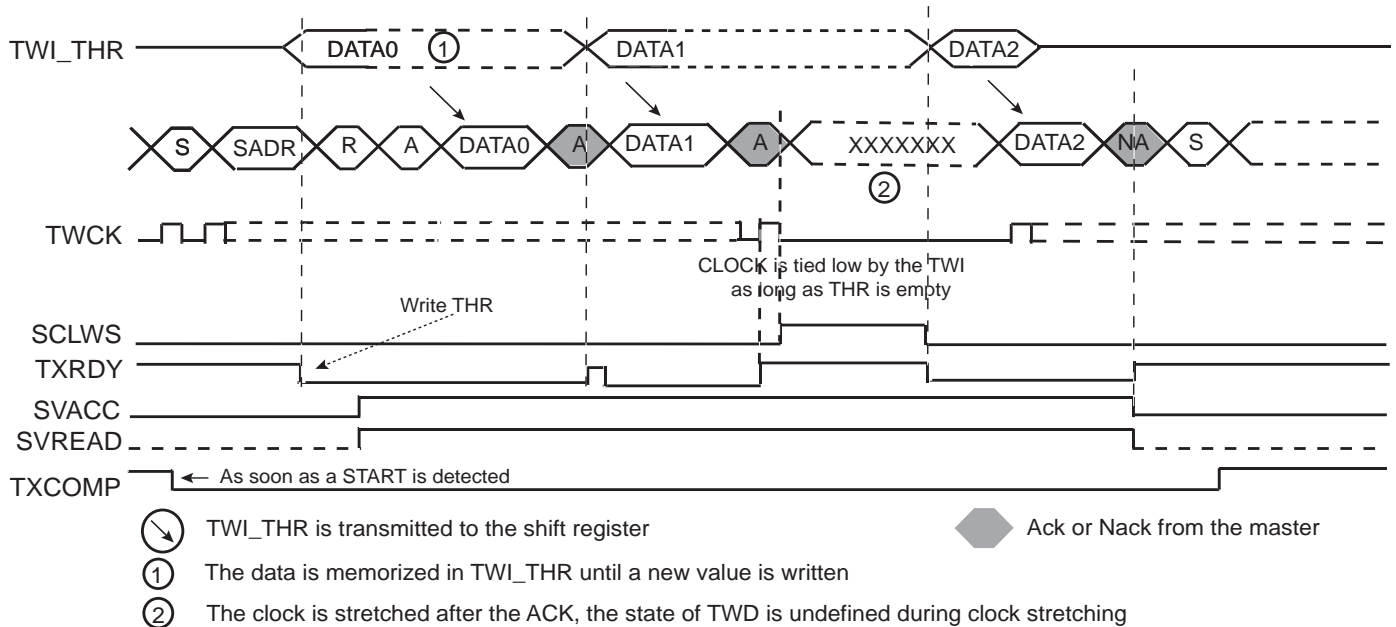 TWI_THR DATA0 1 DATA1 DATA2
S SADR R A DATA0 A DATA1 A XXXXXXX DATA2 NA S
2
TWCK
CLOCK is tied low by the TWI
as long as THR is empty
Write THR
SCLWS
TXRDY
SVACC
SVREAD
TXCOMP As soon as a START is detected
TWI_THR is transmitted to the shift register Ack or Nack from the master
1 The data is memorized in TWI_THR until a new value is written
2 The clock is stretched after the ACK, the state of TWD is undefined during clock stretching